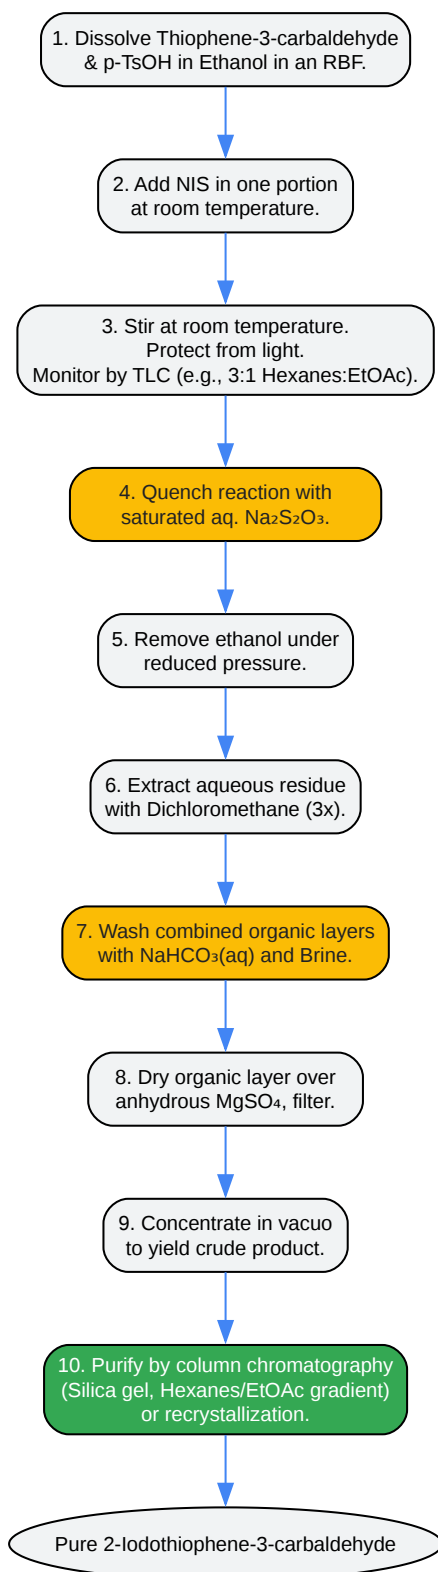 1. Dissolve Thiophene-3-carbaldehyde
& p-TsOH in Ethanol in an RBF.
2. Add NIS in one portion
at room temperature.
3. Stir at room temperature.
Protect from light.
Monitor by TLC (e.g., 3:1 Hexanes:EtOAc).
4. Quench reaction with
saturated aq. Na₂S₂O₃.
5. Remove ethanol under
reduced pressure.
6. Extract aqueous residue
with Dichloromethane (3x).
7. Wash combined organic layers
with NaHCO₃(aq) and Brine.
8. Dry organic layer over
anhydrous MgSO₄, filter.
9. Concentrate in vacuo
to yield crude product.
10. Purify by column chromatography
(Silica gel, Hexanes/EtOAc gradient)
or recrystallization.
Pure 2-Iodothiophene-3-carbaldehyde